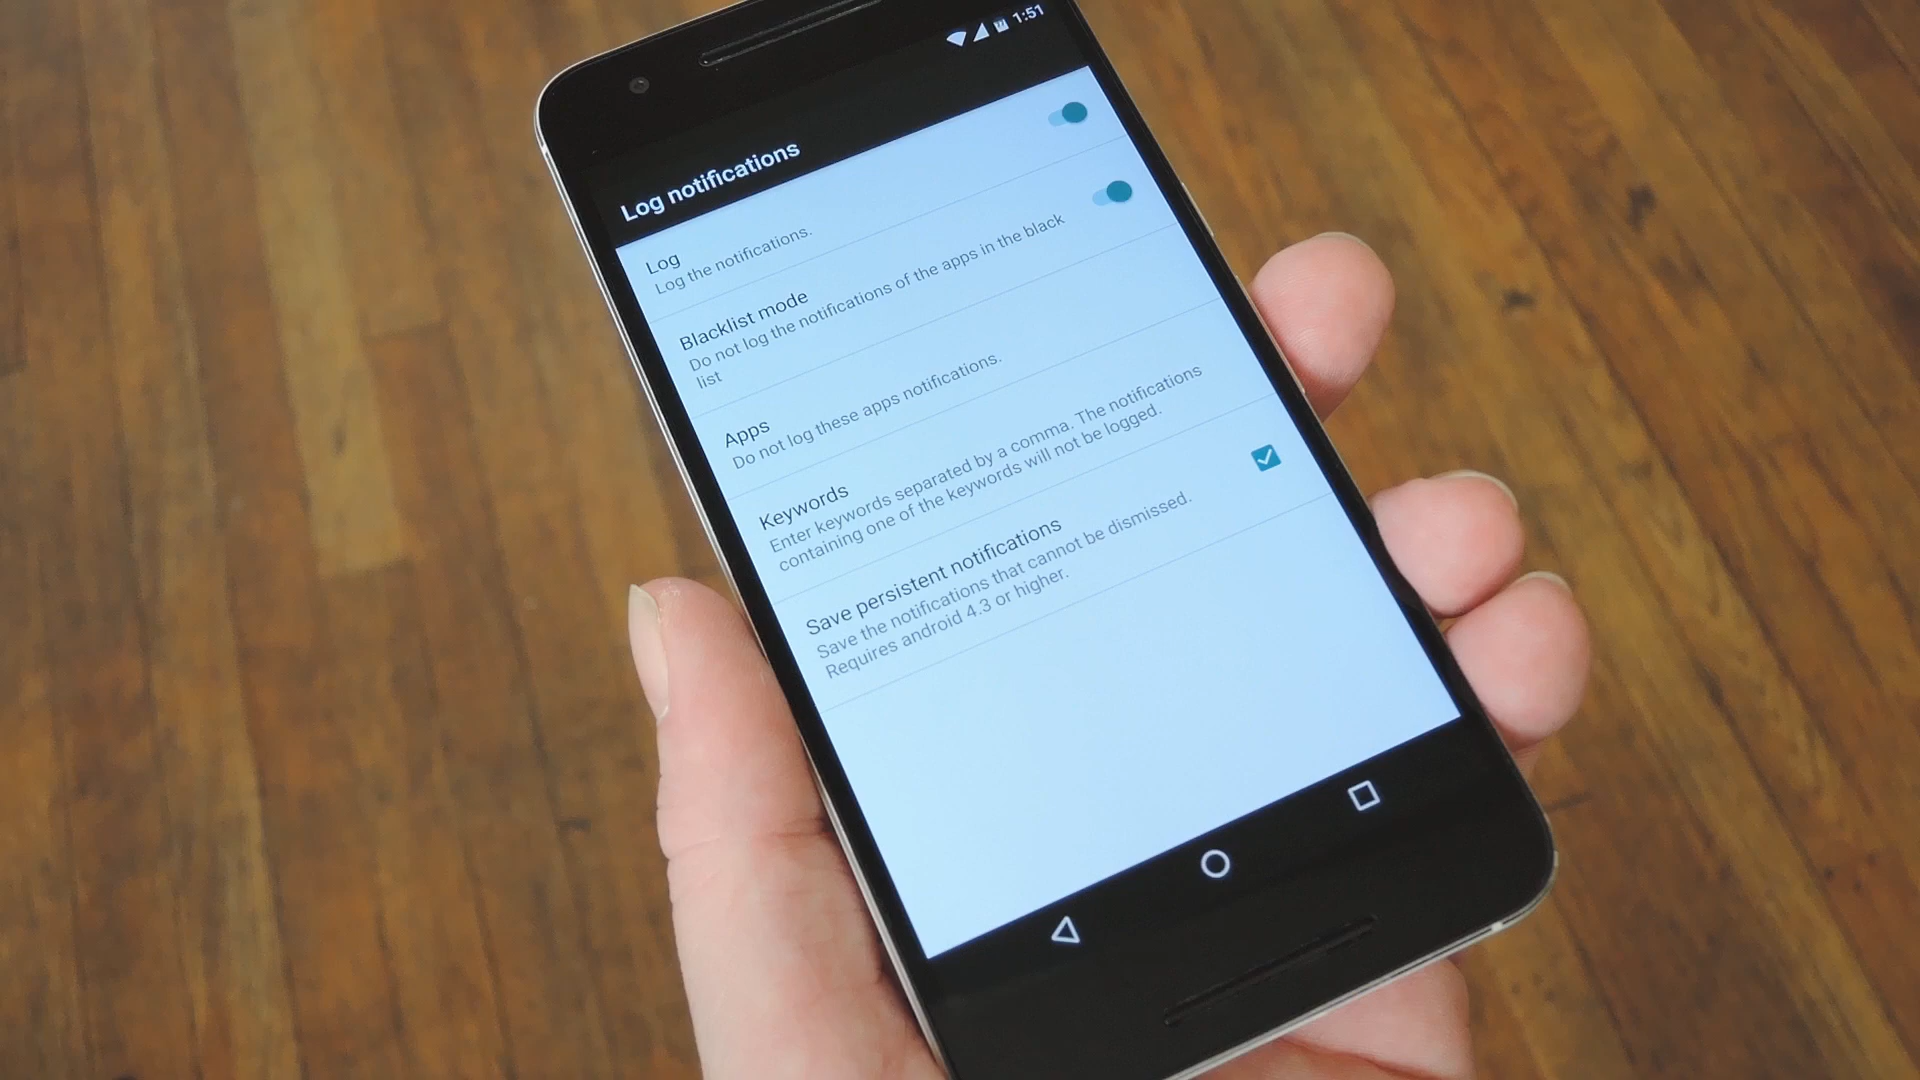 1:51
Log notifications
Log
Log the notifications.
Blacklist mode
Do not log the notifications of the apps in the black
list
Apps
Do not log these apps notifications.
Keywords
Enter keywords separated by a comma. The notifications
containing one of the keywords will not be logged.
Save persistent notifications
Save the notifications that cannot be dismissed.
Requires android 4.3 or higher.